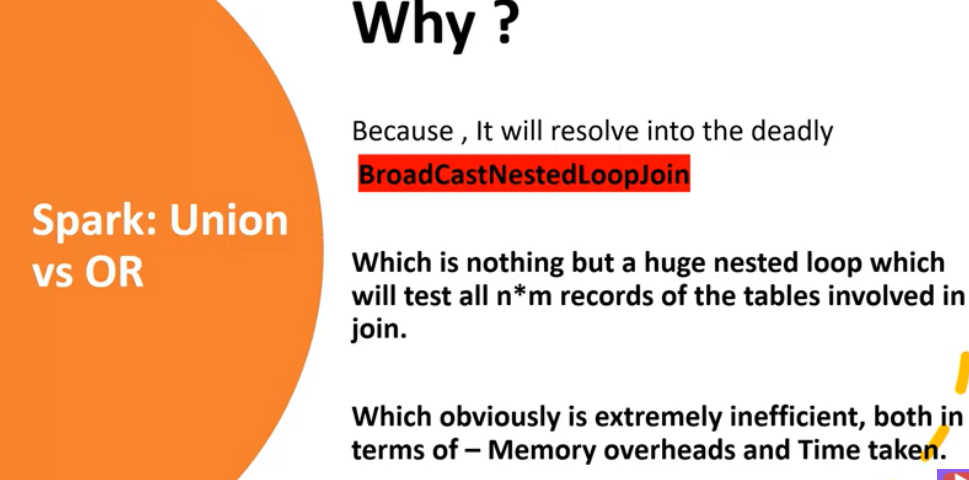 Why ?
Because , It will resolve into the deadly
BroadCastNestedLoopJoin
Spark: Union
vs OR
Which is nothing but a huge nested loop which
will test all n*m records of the tables involved in
join.
Which obviously is extremely inefficient, both in
terms of – Memory overheads and Time taken.